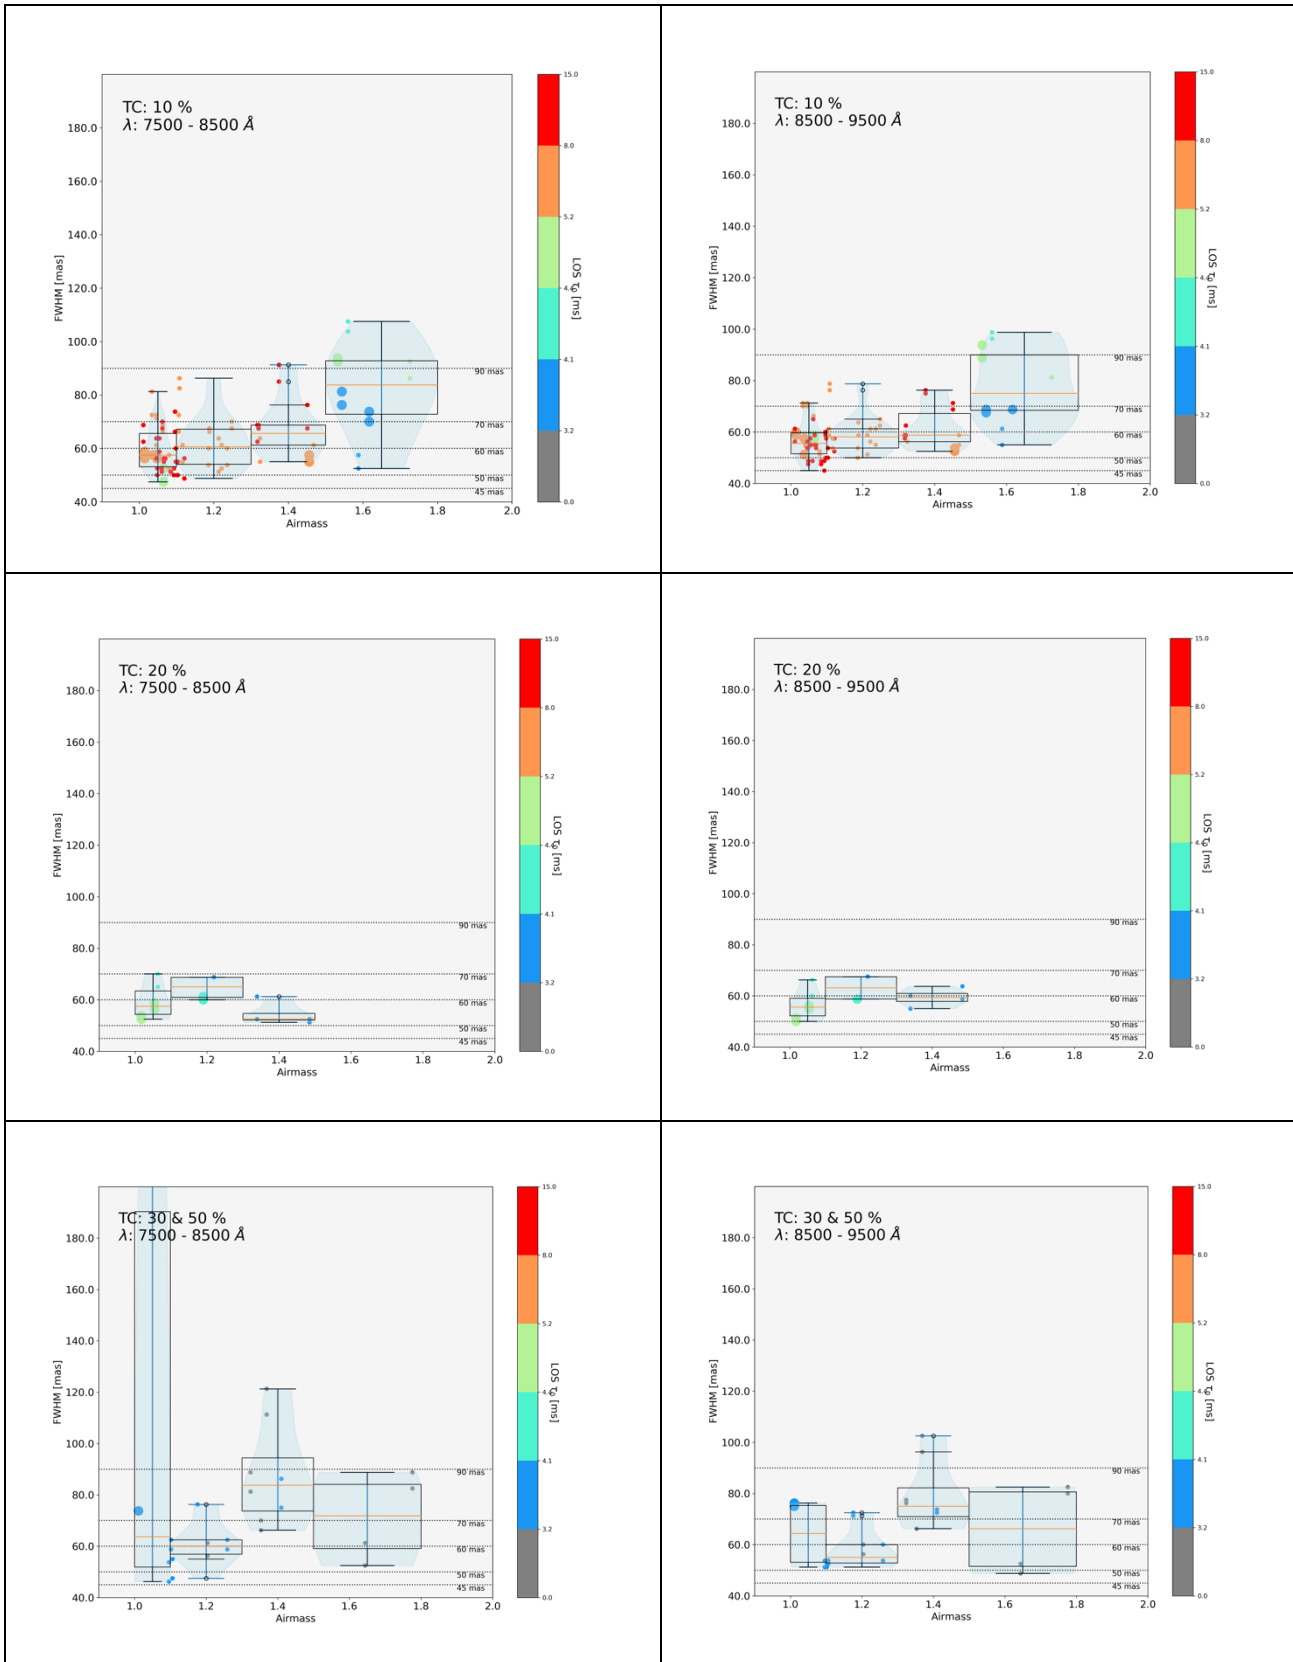 TC: 10 %
λ: 7500 - 8500 Å
FWHM [mas]
180.0
160.0
140.0
120.0
100.0
80.0
60.0
40.0
90 mas
70 mas
60 mas
50 mas
45 mas
1.0 1.2 1.4 1.6 1.8 2.0
Airmass
15.0
8.0
5.2
4.1
3.2
0.0
LOS τ₀ [ms]
TC: 10 %
λ: 8500 - 9500 Å
FWHM [mas]
180.0
160.0
140.0
120.0
100.0
80.0
60.0
40.0
90 mas
70 mas
60 mas
50 mas
45 mas
1.0 1.2 1.4 1.6 1.8 2.0
Airmass
15.0
8.0
5.2
4.1
3.2
0.0
LOS τ₀ [ms]
TC: 20 %
λ: 7500 - 8500 Å
FWHM [mas]
180.0
160.0
140.0
120.0
100.0
80.0
60.0
40.0
90 mas
70 mas
60 mas
50 mas
45 mas
1.0 1.2 1.4 1.6 1.8 2.0
Airmass
15.0
8.0
5.2
4.1
3.2
0.0
LOS τ₀ [ms]
TC: 20 %
λ: 8500 - 9500 Å
FWHM [mas]
180.0
160.0
140.0
120.0
100.0
80.0
60.0
40.0
90 mas
70 mas
60 mas
50 mas
45 mas
1.0 1.2 1.4 1.6 1.8 2.0
Airmass
15.0
8.0
5.2
4.1
3.2
0.0
LOS τ₀ [ms]
TC: 30 & 50 %
λ: 7500 - 8500 Å
FWHM [mas]
180.0
160.0
140.0
120.0
100.0
80.0
60.0
40.0
90 mas
70 mas
60 mas
50 mas
45 mas
1.0 1.2 1.4 1.6 1.8 2.0
Airmass
15.0
8.0
5.2
4.1
3.2
0.0
LOS τ₀ [ms]
TC: 30 & 50 %
λ: 8500 - 9500 Å
FWHM [mas]
180.0
160.0
140.0
120.0
100.0
80.0
60.0
40.0
90 mas
70 mas
60 mas
50 mas
45 mas
1.0 1.2 1.4 1.6 1.8 2.0
Airmass
15.0
8.0
5.2
4.1
3.2
0.0
LOS τ₀ [ms]